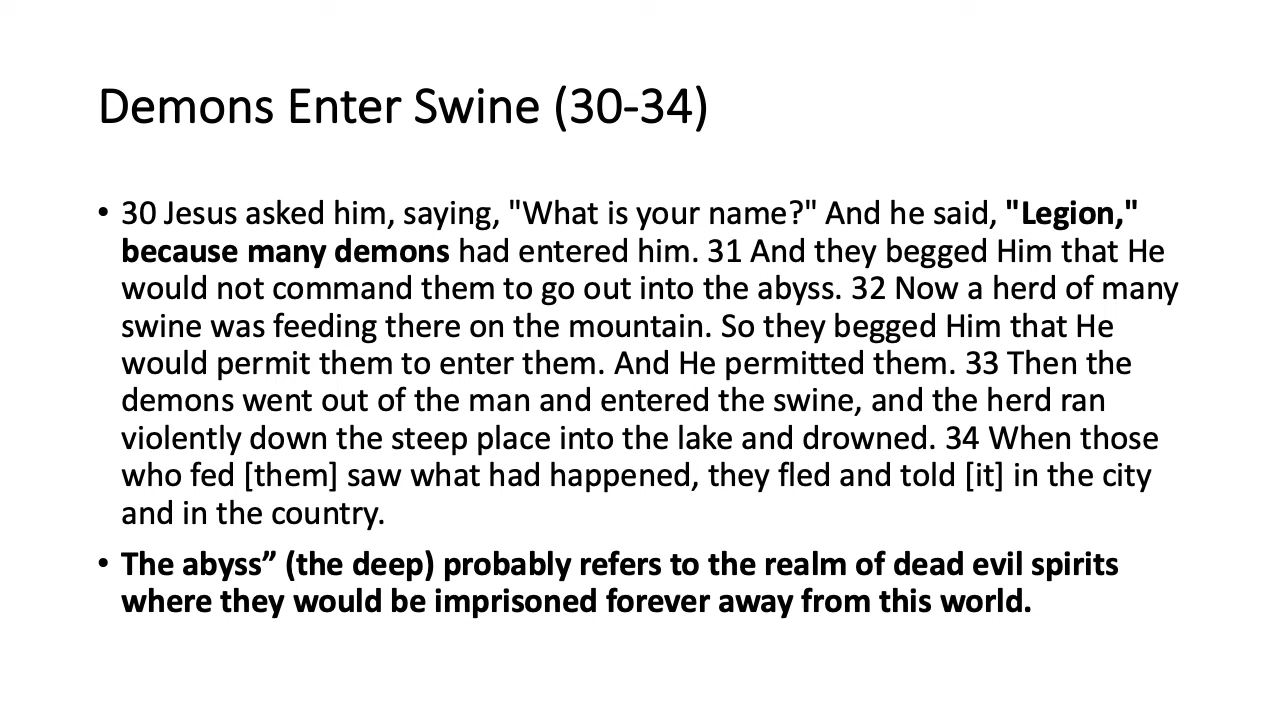 Demons Enter Swine (30-34)
• 30 Jesus asked him, saying, "What is your name?" And he said, "Legion,"
because many demons had entered him. 31 And they begged Him that He
would not command them to go out into the abyss. 32 Now a herd of many
swine was feeding there on the mountain. So they begged Him that He
would permit them to enter them. And He permitted them. 33 Then the
demons went out of the man and entered the swine, and the herd ran
violently down the steep place into the lake and drowned. 34 When those
who fed [them] saw what had happened, they fled and told [it] in the city
and in the country.
• The abyss” (the deep) probably refers to the realm of dead evil spirits
where they would be imprisoned forever away from this world.